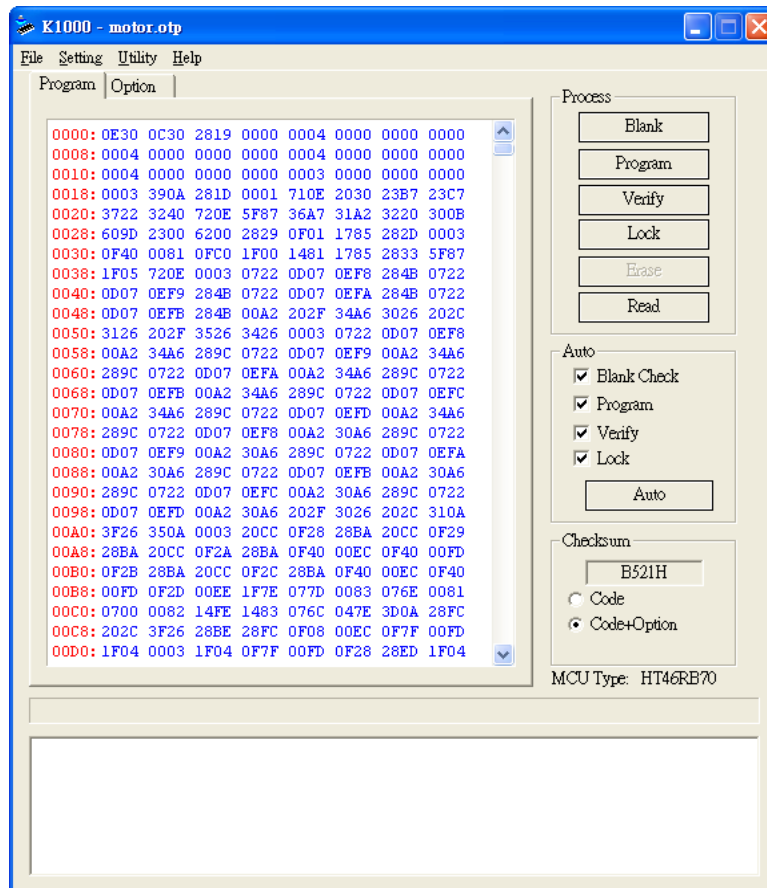 K1000 - motor.otp
File Setting Utility Help
Program Option
0000: 0E30 0C30 2819 0000 0004 0000 0000 0000
0008: 0004 0000 0000 0000 0004 0000 0000 0000
0010: 0004 0000 0000 0000 0003 0000 0000 0000
0018: 0003 390A 281D 0001 710E 2030 23B7 23C7
0020: 3722 3240 720E 5F87 36A7 31A2 3220 300B
0028: 609D 2300 6200 2829 0F01 1785 282D 0003
0030: 0F40 0081 0FC0 1F00 1481 1785 2833 5F87
0038: 1F05 720E 0003 0722 0D07 0EF8 284B 0722
0040: 0D07 0EF9 284B 0722 0D07 0EFA 284B 0722
0048: 0D07 0EFB 284B 00A2 202F 34A6 3026 202C
0050: 3126 202F 3526 3426 0003 0722 0D07 0EF8
0058: 00A2 34A6 289C 0722 0D07 0EF9 00A2 34A6
0060: 289C 0722 0D07 0EFA 00A2 34A6 289C 0722
0068: 0D07 0EFB 00A2 34A6 289C 0722 0D07 0EFC
0070: 00A2 34A6 289C 0722 0D07 0EFD 00A2 34A6
0078: 289C 0722 0D07 0EF8 00A2 30A6 289C 0722
0080: 0D07 0EF9 00A2 30A6 289C 0722 0D07 0EFA
0088: 00A2 30A6 289C 0722 0D07 0EFB 00A2 30A6
0090: 289C 0722 0D07 0EFC 00A2 30A6 289C 0722
0098: 0D07 0EFD 00A2 30A6 202F 3026 202C 310A
00A0: 3F26 350A 0003 20CC 0F28 28BA 20CC 0F29
00A8: 28BA 20CC 0F2A 28BA 0F40 00EC 0F40 00FD
00B0: 0F2B 28BA 20CC 0F2C 28BA 0F40 00EC 0F40
00B8: 00FD 0F2D 00EE 1F7E 077D 0083 076E 0081
00C0: 0700 0082 14FE 1483 076C 047E 3D0A 28FC
00C8: 202C 3F26 28BE 28FC 0F08 00EC 0F7F 00FD
00D0: 1F04 0003 1F04 0F7F 00FD 0F28 28ED 1F04
Process
Blank
Program
Verify
Lock
Erase
Read
Auto
Blank Check
Program
Verify
Lock
Auto
Checksum
B521H
Code
Code+Option
MCU Type: HT46RB70